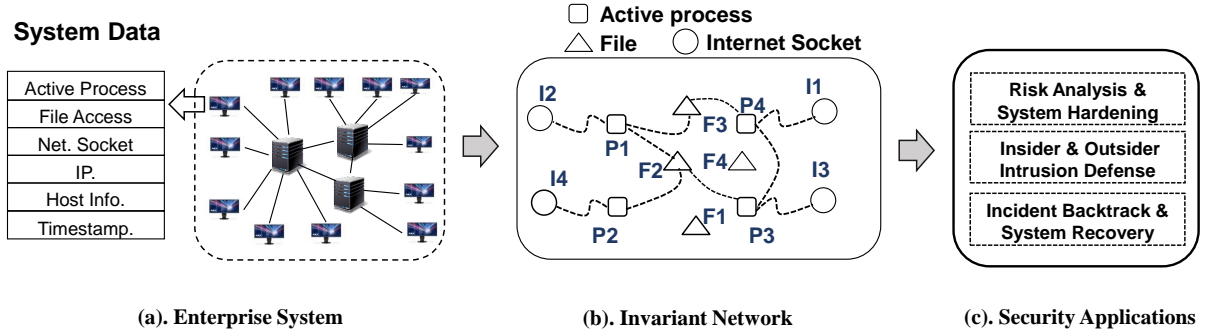 System Data
Active Process
File Access
Net. Socket
IP.
Host Info.
Timestamp.
(a). Enterprise System
Active process
File
Internet Socket
I2
P1
F3
P4
I1
F2
F4
I4
P2
F1
P3
I3
(b). Invariant Network
Risk Analysis &
System Hardening
Insider & Outsider
Intrusion Defense
Incident Backtrack &
System Recovery
(c). Security Applications